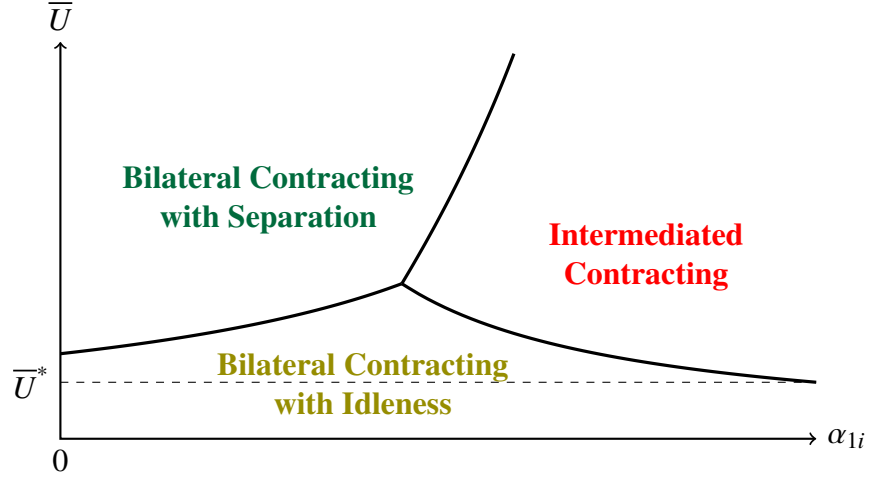 U̅
Bilateral Contracting
with Separation
Intermediated
Contracting
Bilateral Contracting
with Idleness
U̅*
α₁ᵢ
0